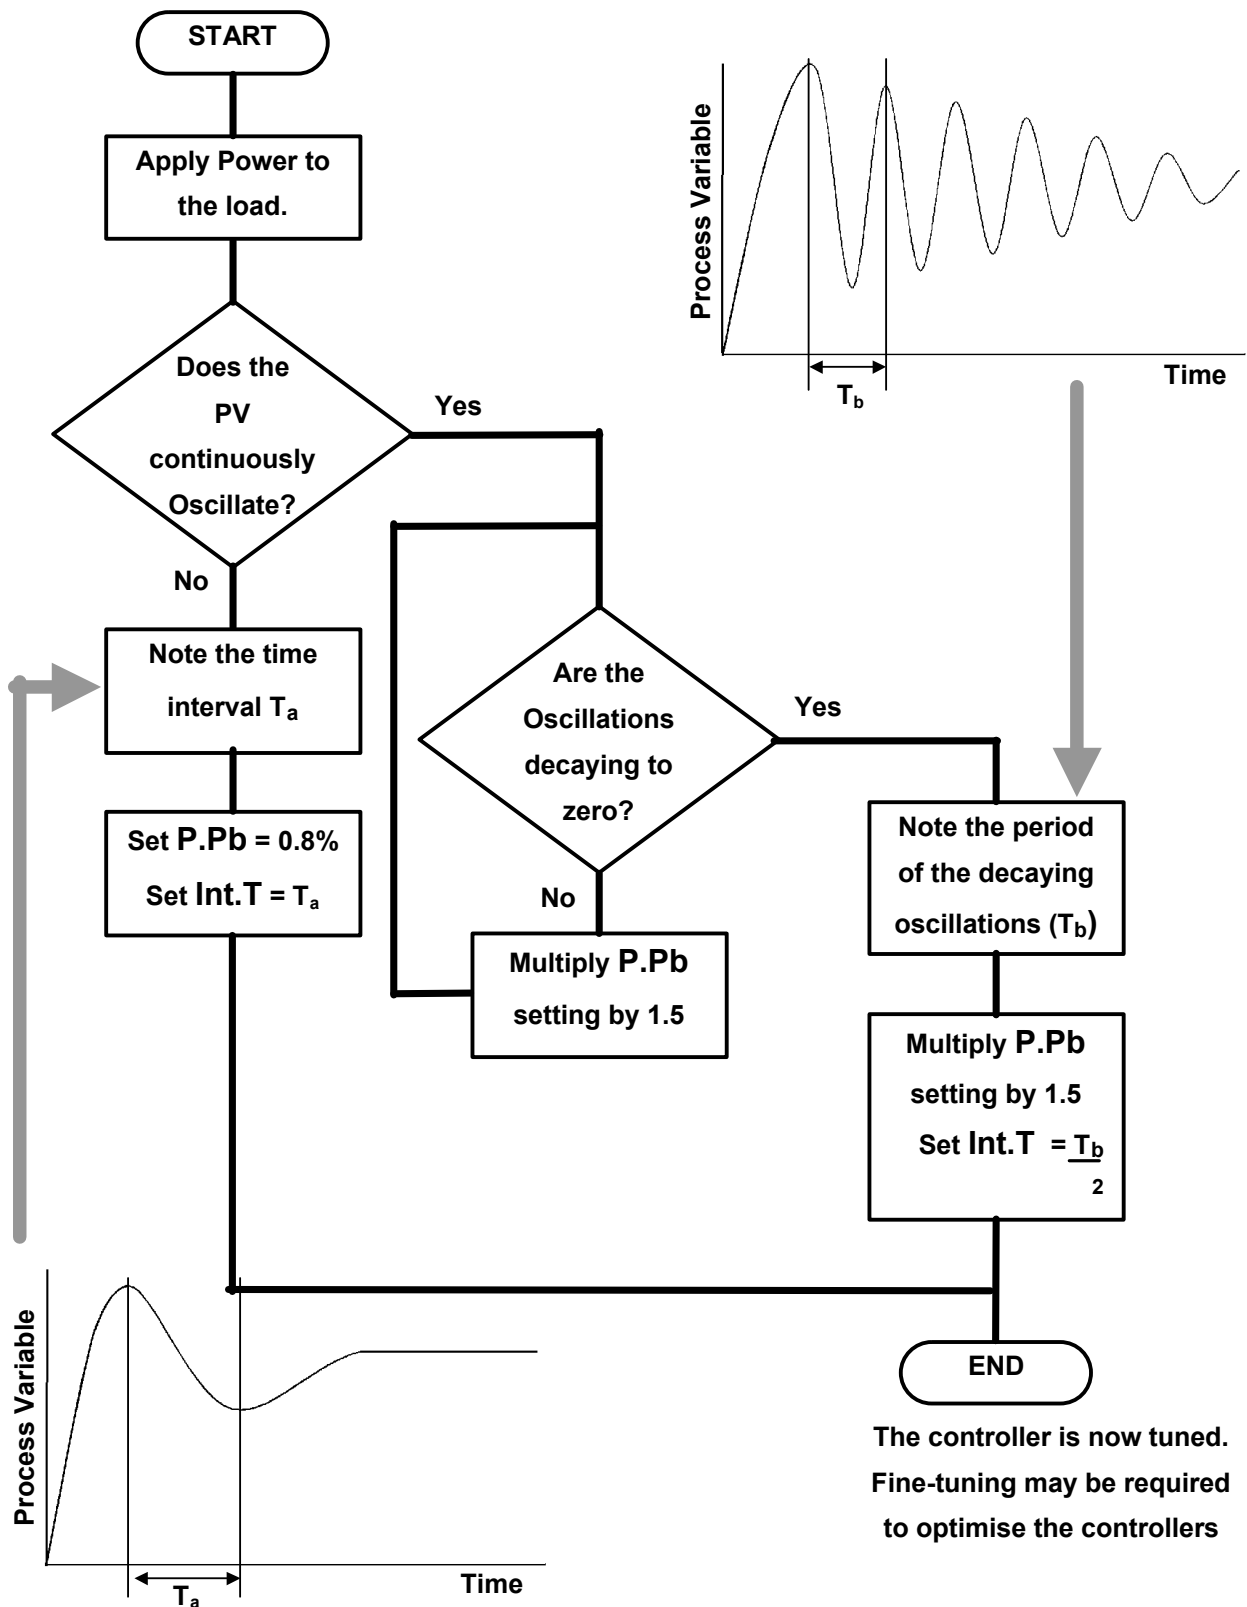 START
Apply Power to
the load.
Does the
PV
continuously
Oscillate?
Yes
No
Note the time
interval Ta
Set P.Pb = 0.8%
Set Int.T = Ta
Are the
Oscillations
decaying to
zero?
Yes
No
Multiply P.Pb
setting by 1.5
Process Variable
Time
Tb
Note the period
of the decaying
oscillations (Tb)
Multiply P.Pb
setting by 1.5
Set Int.T = Tb
2
END
The controller is now tuned.
Fine-tuning may be required
to optimise the controllers
Process Variable
Time
Ta